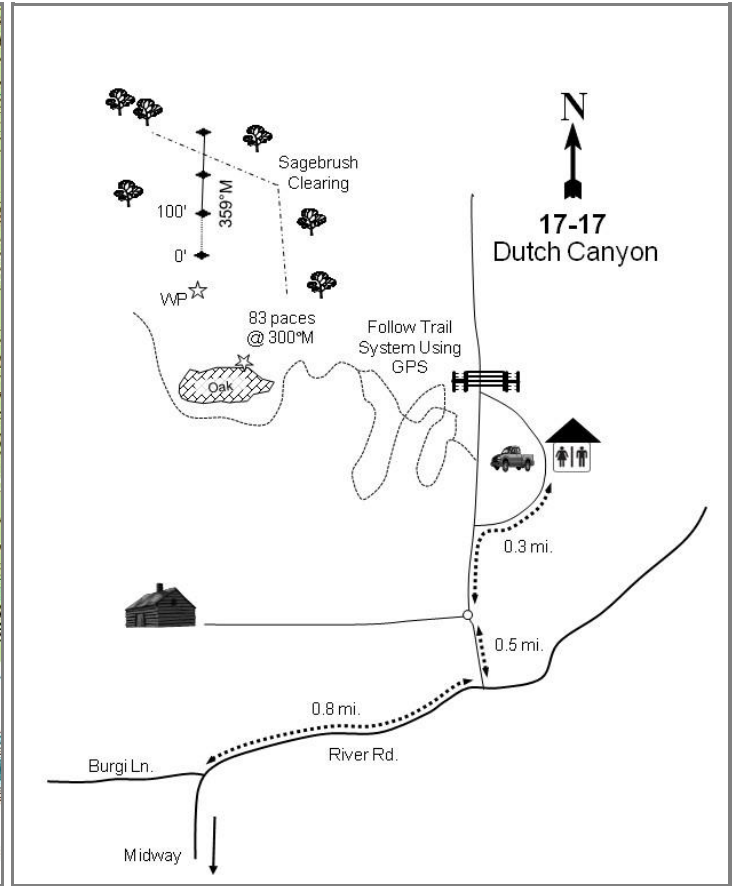 N
17-17
Dutch Canyon
Sagebrush
Clearing
359°M
100'
0'
WP
83 paces
@ 300°M
Follow Trail
System Using
GPS
Oak
0.3 mi.
0.5 mi.
0.8 mi.
River Rd.
Burgi Ln.
Midway